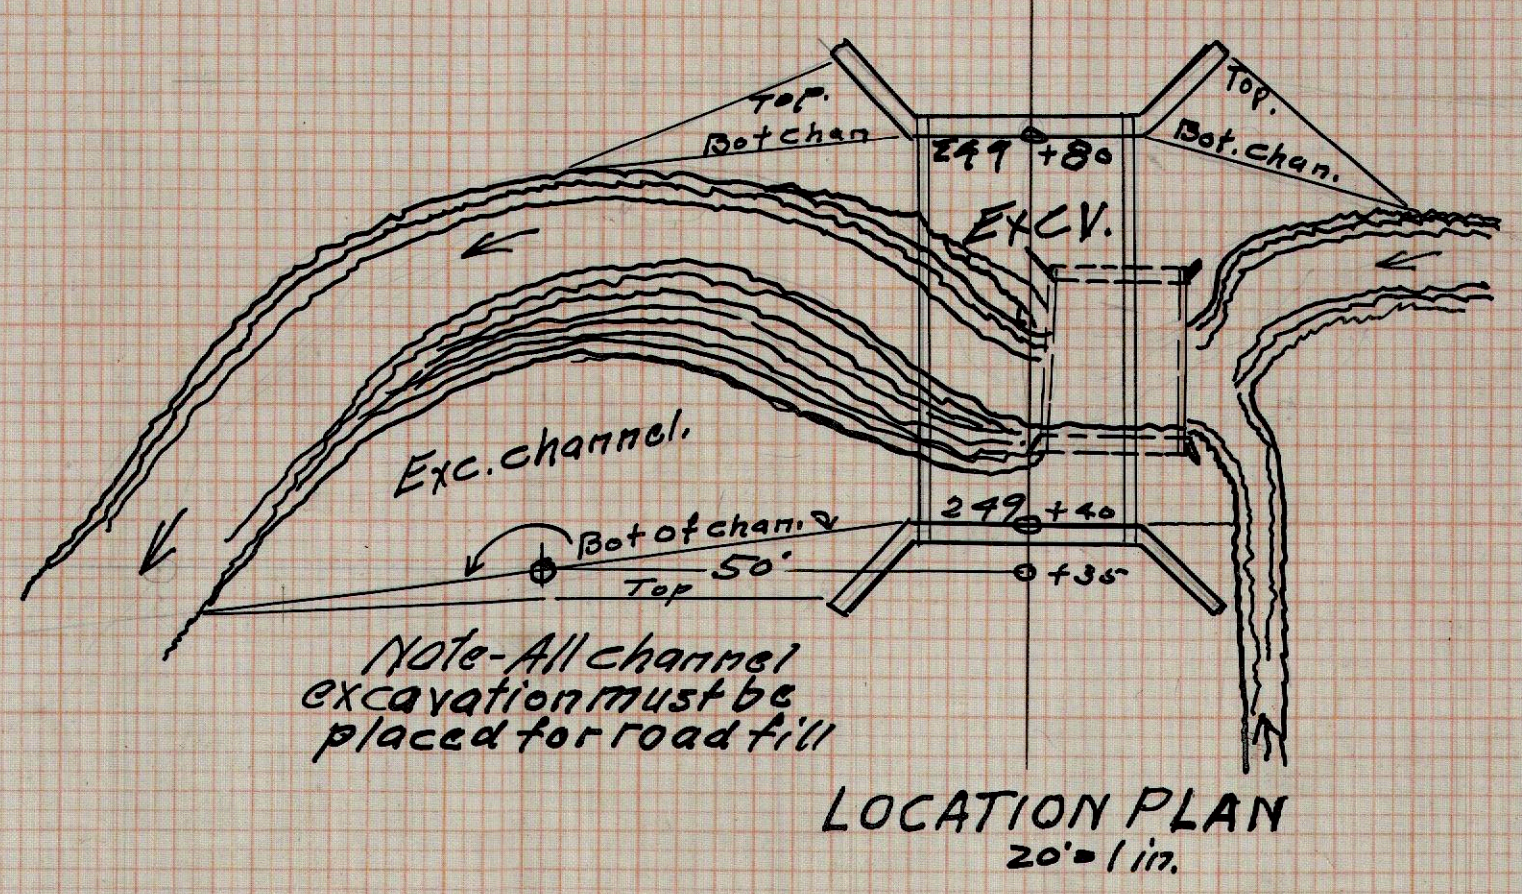 Top.
Bot chan
Top.
Bot. chan.
249 +80
EXCV.
Exc. channel.
249 +40
Bot of chan.
50'
+35
Top
Note-All channel
excavation must be
placed for road fill
LOCATION PLAN
20'=1 in.